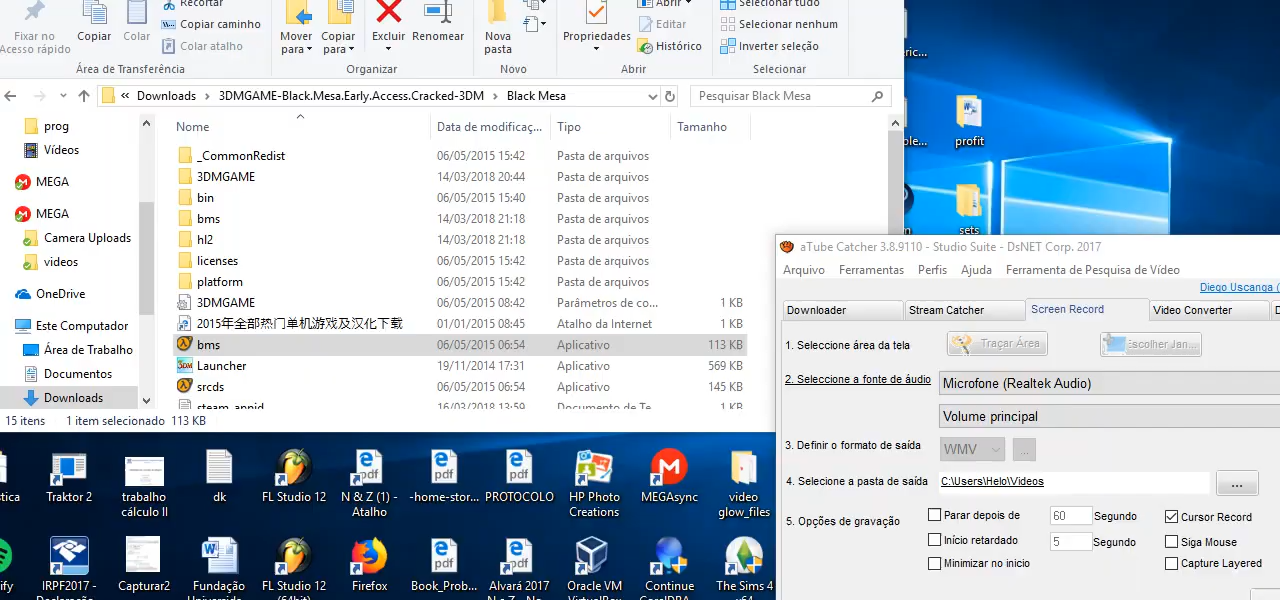 Recortar
Selecionar tudo
Fixar no
Acesso rápido
Copiar
Colar
Copiar caminho
Colar atalho
Mover
para
Copiar
para
Excluir
Renomear
Nova
pasta
Propriedades
Abrir
Editar
Histórico
Selecionar nenhum
Inverter seleção
Área de Transferência
Organizar
Novo
Abrir
Selecionar
« Downloads > 3DMGAME-Black.Mesa.Early.Access.Cracked-3DM > Black Mesa
Pesquisar Black Mesa
Nome
Data de modificaç...
Tipo
Tamanho
prog
Vídeos
MEGA
MEGA
Camera Uploads
videos
OneDrive
Este Computador
Área de Trabalho
Documentos
Downloads
_CommonRedist 06/05/2015 15:42 Pasta de arquivos
3DMGAME 14/03/2018 20:44 Pasta de arquivos
bin 06/05/2015 15:40 Pasta de arquivos
bms 14/03/2018 21:18 Pasta de arquivos
hl2 14/03/2018 21:18 Pasta de arquivos
licenses 06/05/2015 15:42 Pasta de arquivos
platform 06/05/2015 15:42 Pasta de arquivos
3DMGAME 06/05/2015 08:42 Parâmetros de co... 1 KB
2015年全部热门单机游戏及汉化下载 01/01/2015 08:45 Atalho da Internet 1 KB
bms 06/05/2015 06:54 Aplicativo 113 KB
Launcher 19/11/2014 17:31 Aplicativo 569 KB
srcds 06/05/2015 06:54 Aplicativo 145 KB
steam_appid 16/03/2018 13:59 Documento de Te... 1 KB
15 itens 1 item selecionado 113 KB
profit
sets
aTube Catcher 3.8.9110 - Studio Suite - DsNET Corp. 2017
Arquivo Ferramentas Perfis Ajuda Ferramenta de Pesquisa de Vídeo
Diego Uscanga (
Downloader
Stream Catcher
Screen Record
Video Converter
1. Seleccione área da tela
Traçar Área
Escolher Jan...
2. Seleccione a fonte de áudio
Microfone (Realtek Audio)
Volume principal
3. Definir o formato de saída
WMV
...
4. Selecione a pasta de saída
C:\Users\Helo\Videos
...
5. Opções de gravação
Parar depois de 60 Segundo
Cursor Record
Início retardado 5 Segundo
Siga Mouse
Minimizar no inicio
Capture Layered
Traktor 2
trabalho
cálculo II
dk
FL Studio 12
N & Z (1) -
Atalho
-home-stor...
PROTOCOLO
HP Photo
Creations
MEGAsync
video
glow_files
IRPF2017 -
Capturar2
Fundação
FL Studio 12
Firefox
Book_Prob...
Alvará 2017
Oracle VM
Continue
The Sims 4